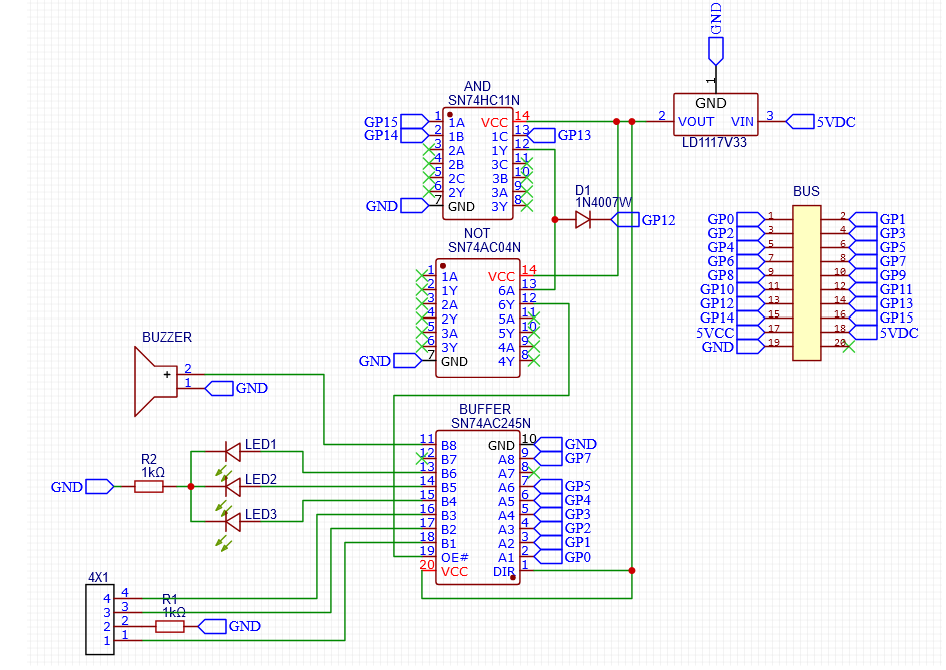 GND
AND
SN74HC11N
GP15 1 1A VCC 14
GP14 2 1B 1C 13 GP13
3 2A 1Y 12
4 2B 3C 11
5 2C 3B 10
6 2Y 3A 9
GND 7 GND 3Y 8
1
GND
2 VOUT VIN 3 5VDC
LD1117V33
D1
1N4007W
GP12
BUS
GP0 1 2 GP1
GP2 3 4 GP3
GP4 5 6 GP5
GP6 7 8 GP7
GP8 9 10 GP9
GP10 11 12 GP11
GP12 13 14 GP13
GP14 15 16 GP15
5VCC 17 18 5VDC
GND 19 20
NOT
SN74AC04N
1 1A VCC 14
2 1Y 6A 13
3 2A 6Y 12
4 2Y 5A 11
5 3A 5Y 10
6 3Y 4A 9
GND 7 GND 4Y 8
BUZZER
+ 2
1 GND
BUFFER
SN74AC245N
11 B8 GND 10 GND
12 B7 A8 9 GP7
13 B6 A7 8
14 B5 A6 7 GP5
15 B4 A5 6 GP4
16 B3 A4 5 GP3
17 B2 A3 4 GP2
18 B1 A2 3 GP1
19 OE# A1 2 GP0
20 VCC DIR 1
LED1
R2
1kΩ
LED2
GND
LED3
4X1
4 4
3 3
R1
1kΩ
2 2 GND
1 1